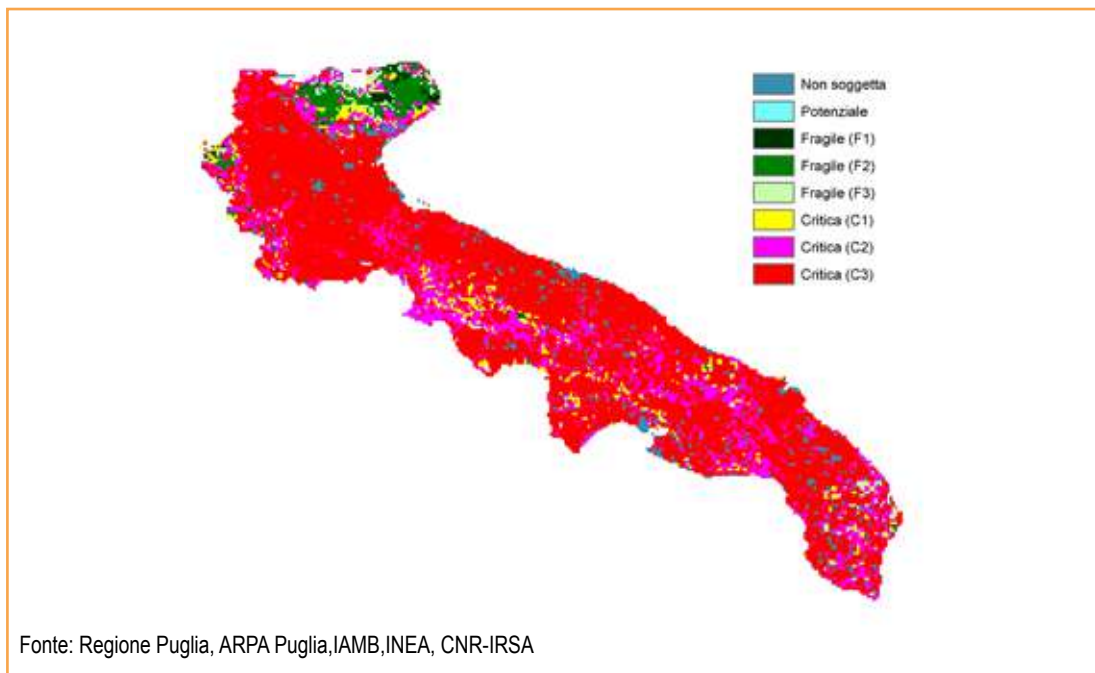 Non soggetta
Potenziale
Fragile (F1)
Fragile (F2)
Fragile (F3)
Critica (C1)
Critica (C2)
Critica (C3)
Fonte: Regione Puglia, ARPA Puglia,IAMB,INEA, CNR-IRSA